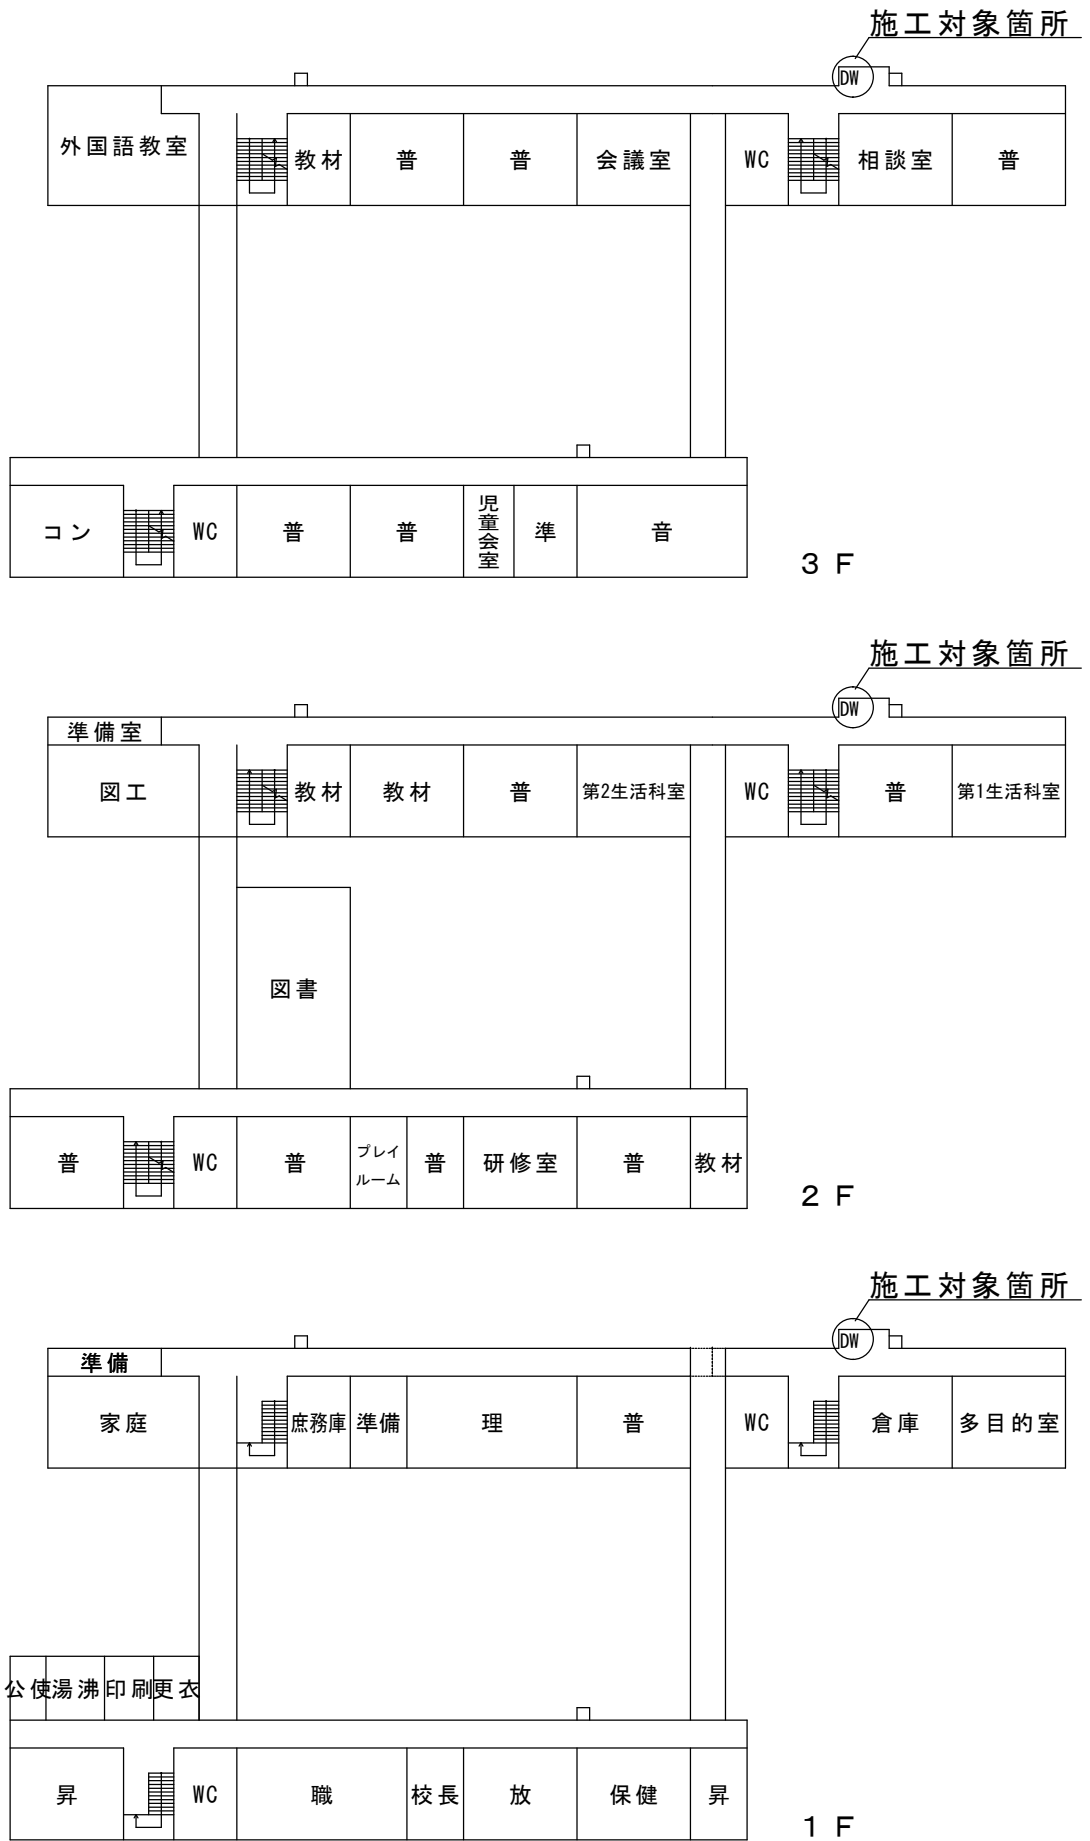 施工対象箇所
DW
外国語教室
教材
普
普
会議室
WC
相談室
普
コン
WC
普
普
児童会室
準
音
3F
施工対象箇所
DW
準備室
図工
教材
教材
普
第2生活科室
WC
普
第1生活科室
図書
普
WC
普
プレイ
ルーム
普
研修室
普
教材
2F
施工対象箇所
DW
準備
家庭
庶務庫
準備
理
普
WC
倉庫
多目的室
公使
湯沸
印刷
更衣
昇
WC
職
校長
放
保健
昇
1F